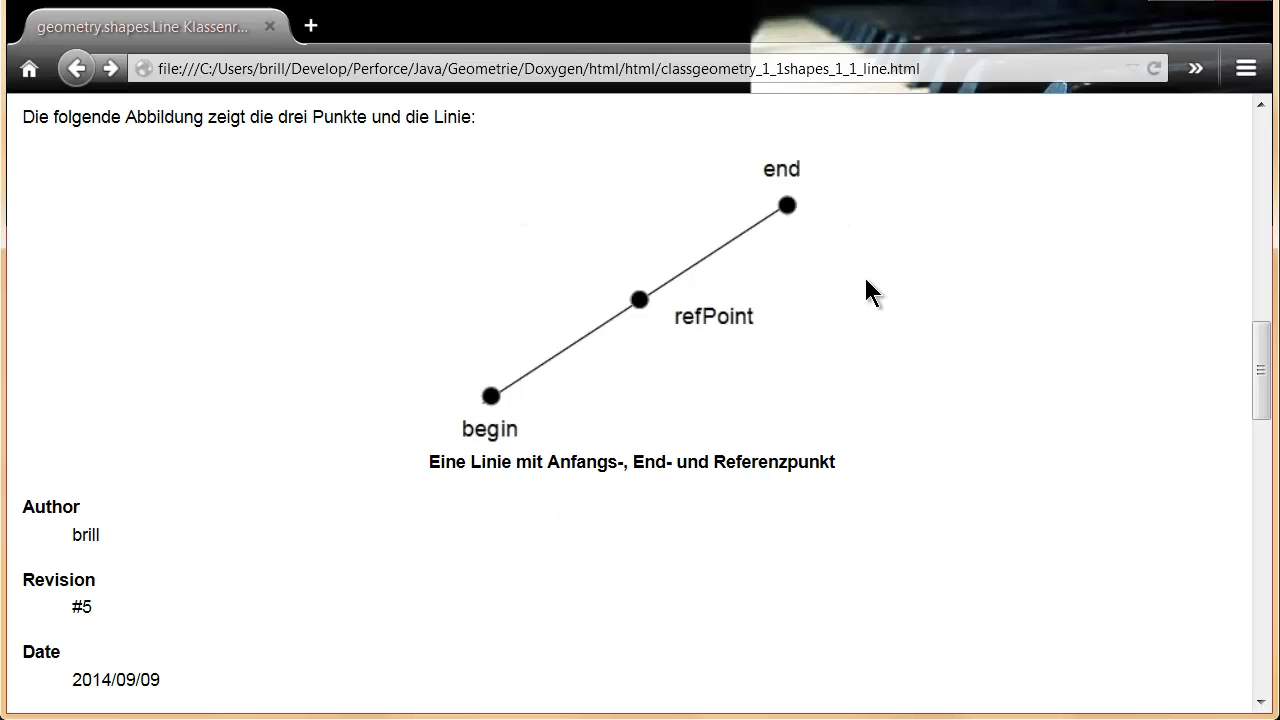 geometry.shapes.Line Klassenr...
file:///C:/Users/brill/Develop/Perforce/Java/Geometrie/Doxygen/html/html/classgeometry_1_1shapes_1_1_line.html
Die folgende Abbildung zeigt die drei Punkte und die Linie:
end
refPoint
begin
Eine Linie mit Anfangs-, End- und Referenzpunkt
Author
brill
Revision
#5
Date
2014/09/09